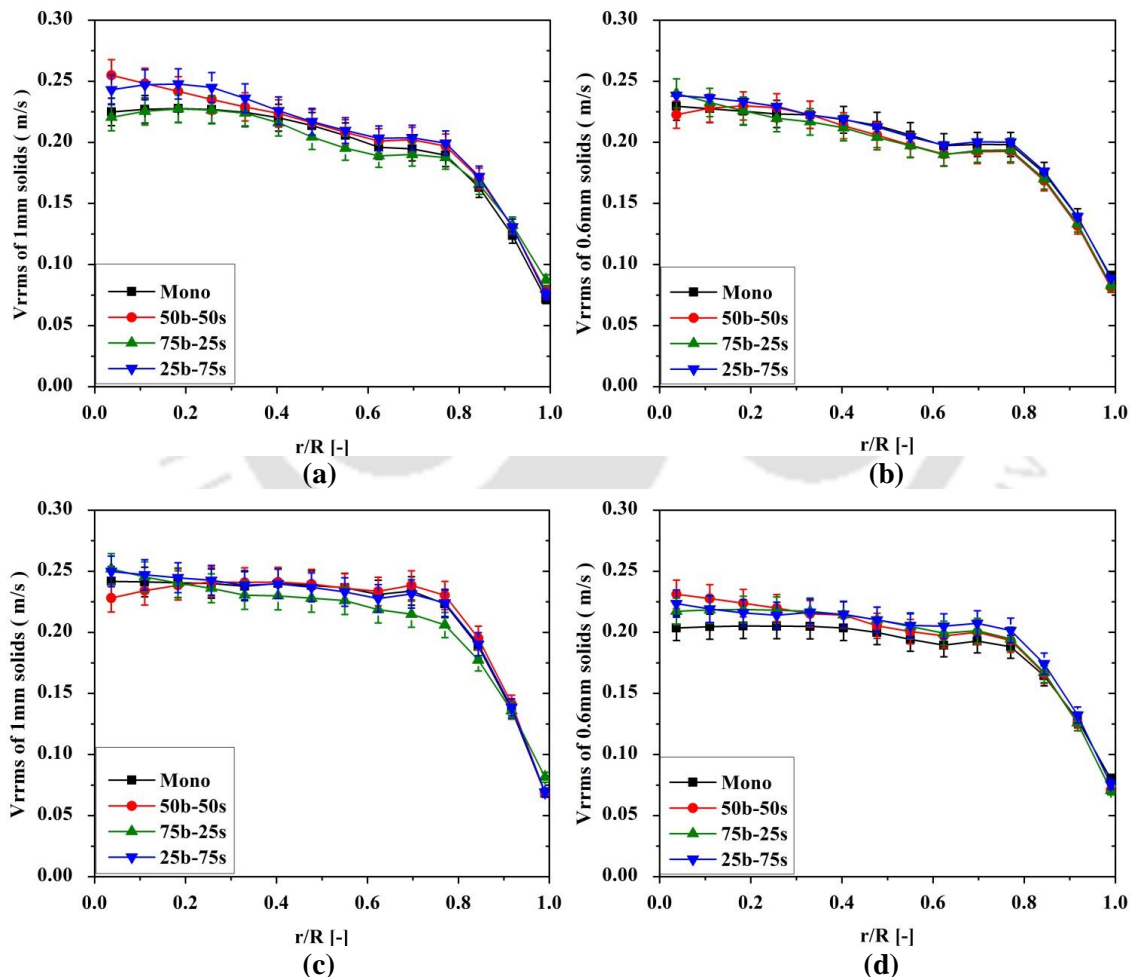 Vrrms of 1mm solids ( m/s )
0.30
0.25
0.20
0.15
0.10
0.05
0.00
Mono
50b-50s
75b-25s
25b-75s
0.0 0.2 0.4 0.6 0.8 1.0
r/R [-]
(a)
Vrrms of 0.6mm solids ( m/s )
0.30
0.25
0.20
0.15
0.10
0.05
0.00
Mono
50b-50s
75b-25s
25b-75s
0.0 0.2 0.4 0.6 0.8 1.0
r/R [-]
(b)
Vrrms of 1mm solids ( m/s )
0.30
0.25
0.20
0.15
0.10
0.05
0.00
Mono
50b-50s
75b-25s
25b-75s
0.0 0.2 0.4 0.6 0.8 1.0
r/R [-]
(c)
Vrrms of 0.6mm solids ( m/s )
0.30
0.25
0.20
0.15
0.10
0.05
0.00
Mono
50b-50s
75b-25s
25b-75s
0.0 0.2 0.4 0.6 0.8 1.0
r/R [-]
(d)